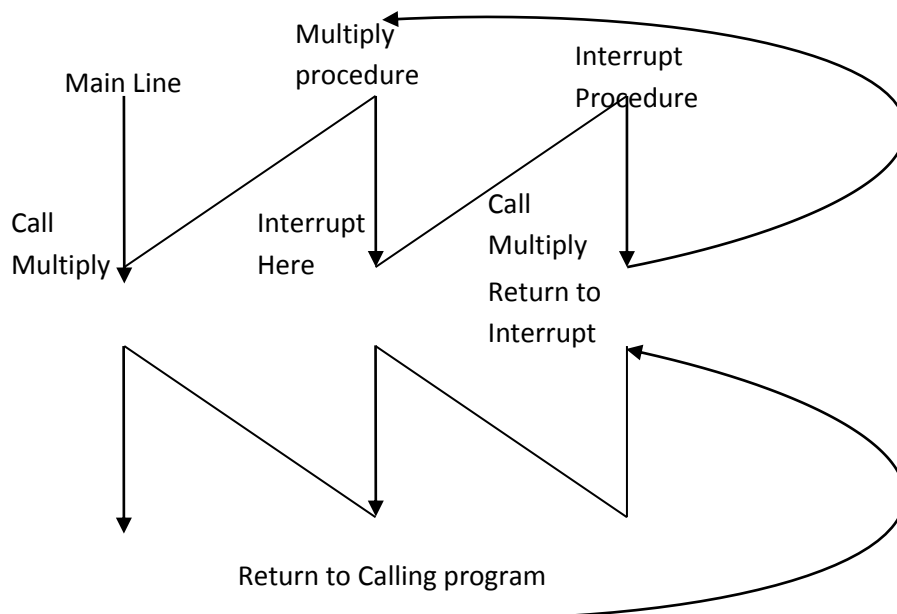 Multiply
procedure
Interrupt
Procedure
Main Line
Call
Multiply
Interrupt
Here
Call
Multiply
Return to
Interrupt
Return to Calling program